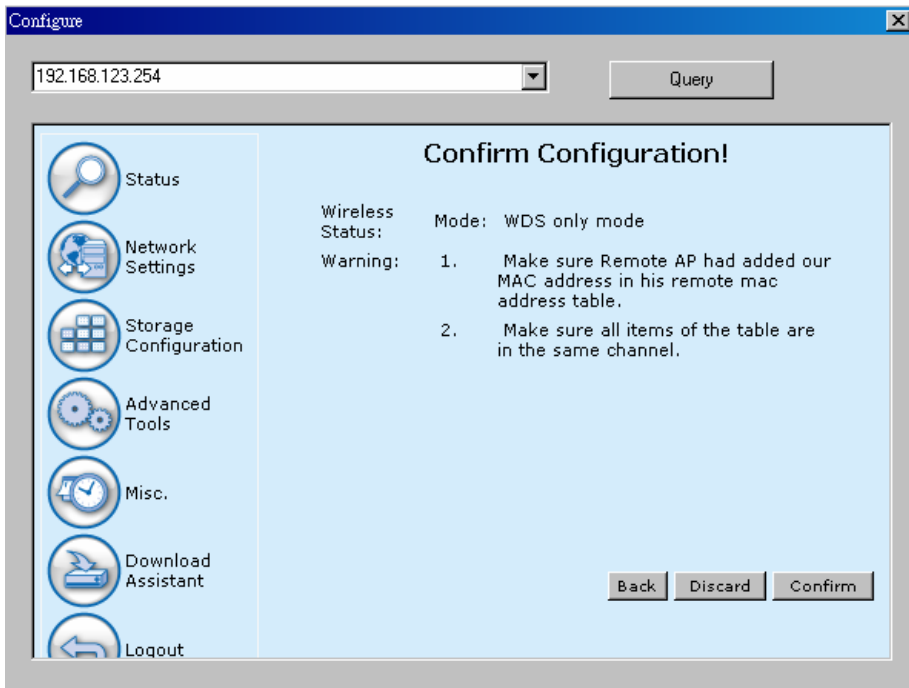 Configure
192.168.123.254
Query
Status
Network
Settings
Storage
Configuration
Advanced
Tools
Misc.
Download
Assistant
Logout
Confirm Configuration!
Wireless
Status:
Mode: WDS only mode
Warning:
1. Make sure Remote AP had added our
MAC address in his remote mac
address table.
2. Make sure all items of the table are
in the same channel.
Back Discard Confirm